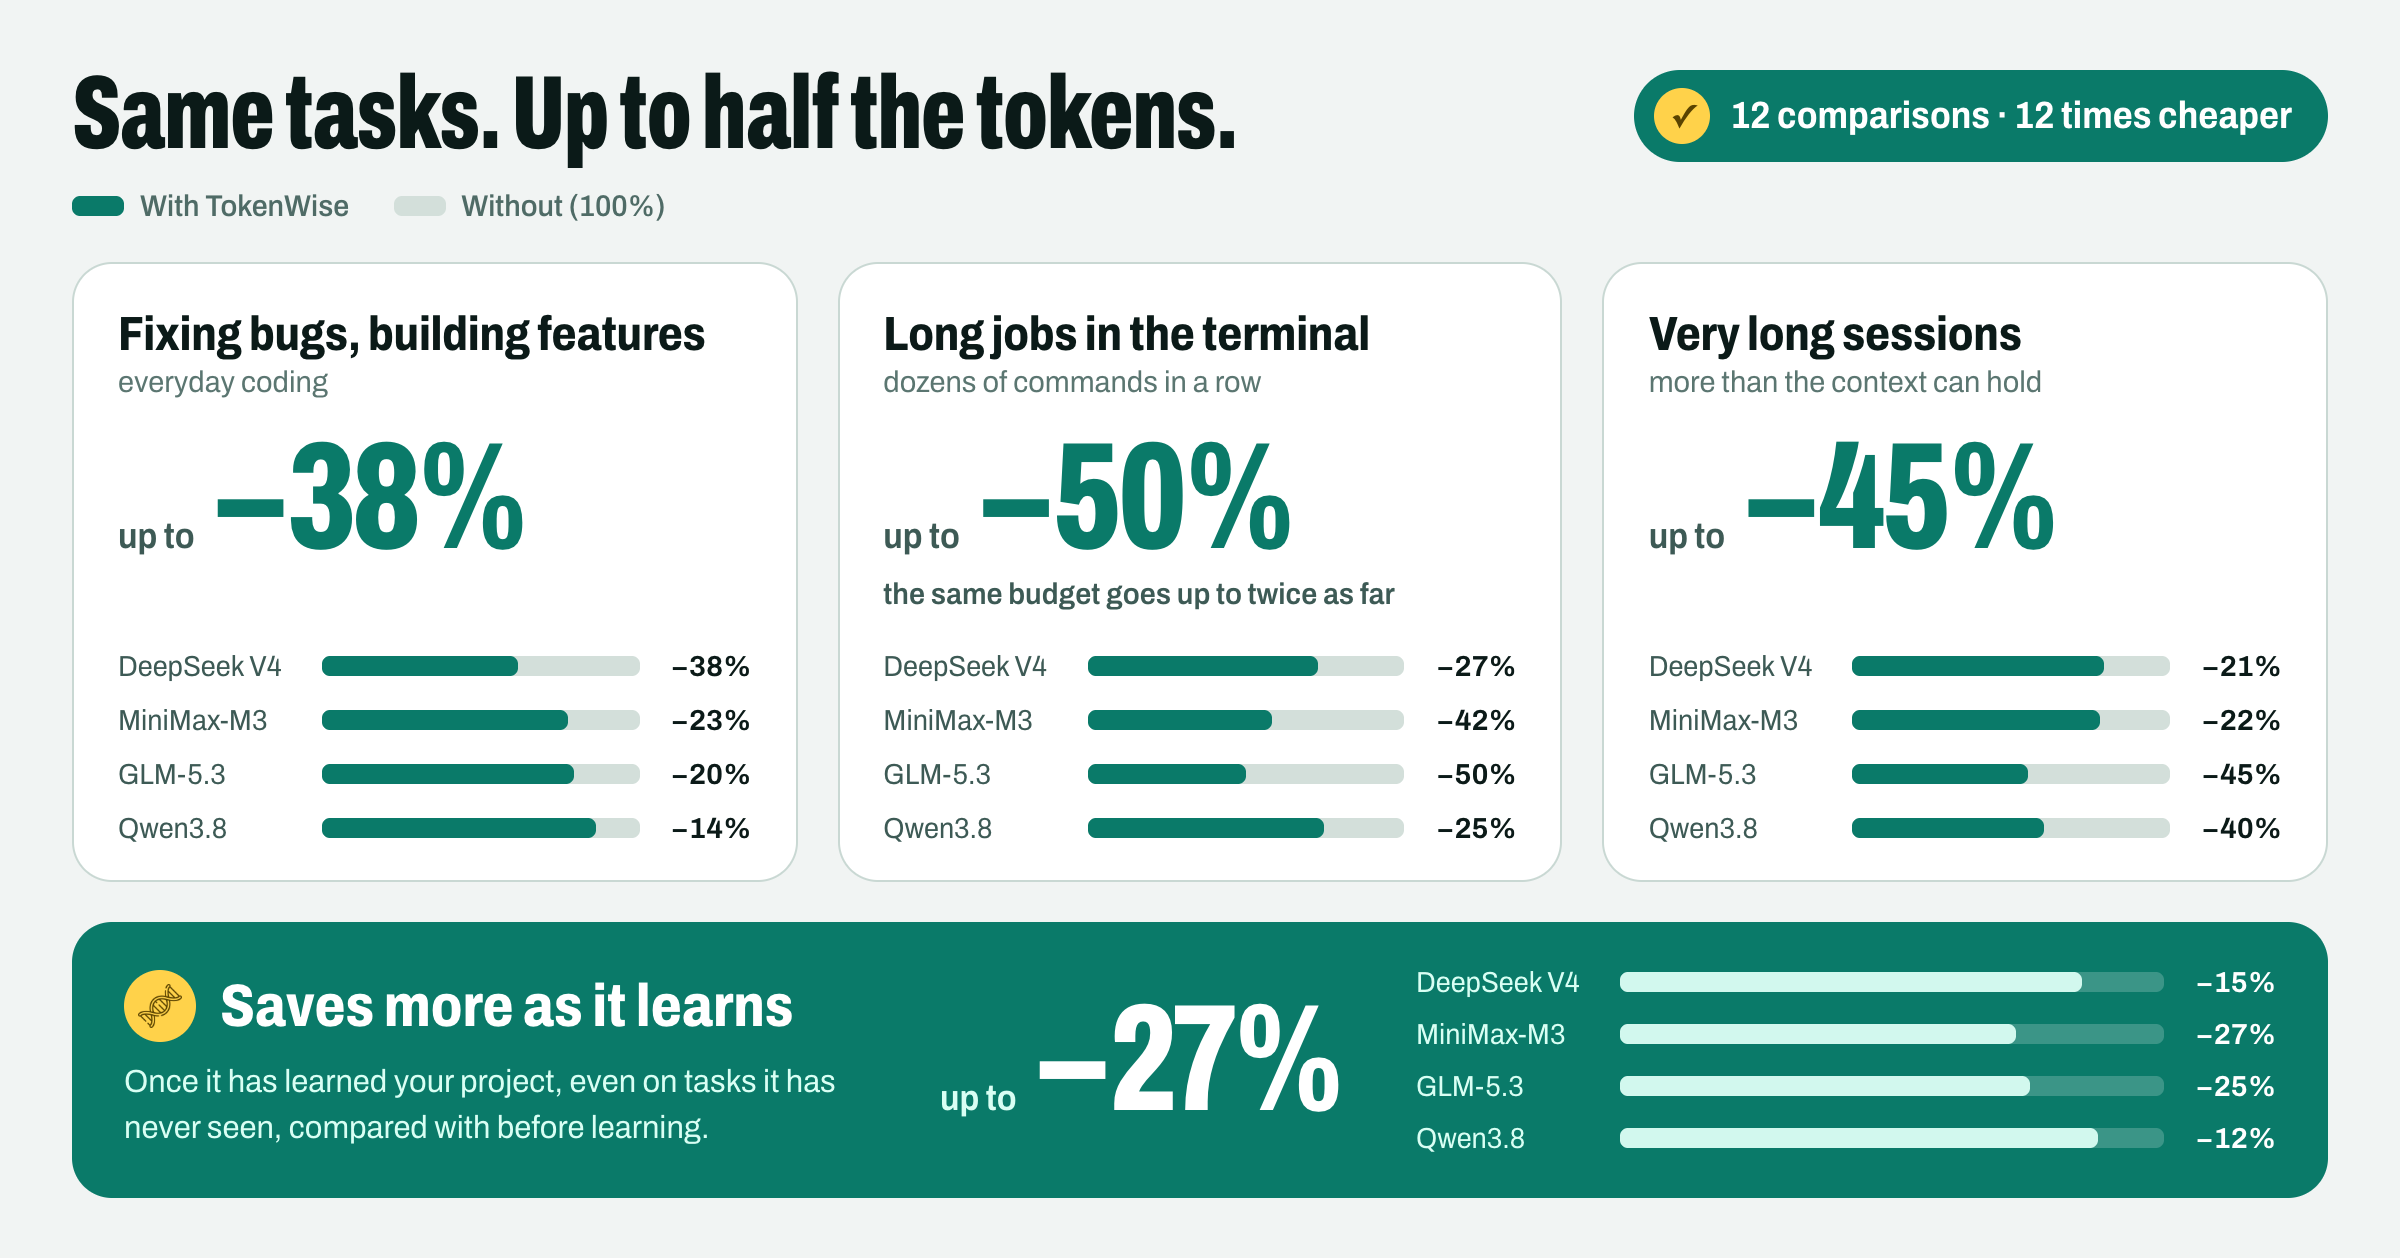 Same tasks. Up to half the tokens.
✓ 12 comparisons · 12 times cheaper
With TokenWise
Without (100%)
Fixing bugs, building features
everyday coding
up to –38%
DeepSeek V4 –38%
MiniMax-M3 –23%
GLM-5.3 –20%
Qwen3.8 –14%
Long jobs in the terminal
dozens of commands in a row
up to –50%
the same budget goes up to twice as far
DeepSeek V4 –27%
MiniMax-M3 –42%
GLM-5.3 –50%
Qwen3.8 –25%
Very long sessions
more than the context can hold
up to –45%
DeepSeek V4 –21%
MiniMax-M3 –22%
GLM-5.3 –45%
Qwen3.8 –40%
Saves more as it learns
Once it has learned your project, even on tasks it has
never seen, compared with before learning.
up to –27%
DeepSeek V4 –15%
MiniMax-M3 –27%
GLM-5.3 –25%
Qwen3.8 –12%